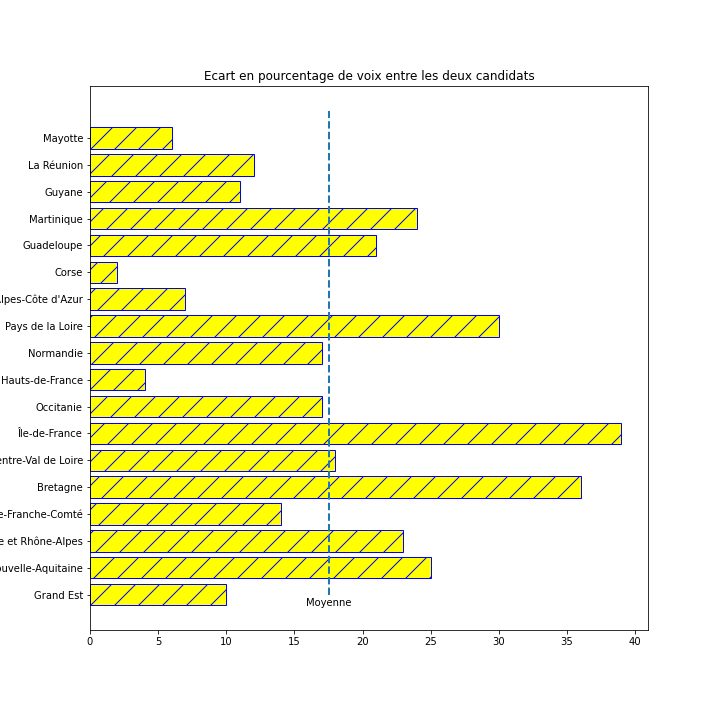 Ecart en pourcentage de voix entre les deux candidats
Mayotte
La Réunion
Guyane
Martinique
Guadeloupe
Corse
Alpes-Côte d'Azur
Pays de la Loire
Normandie
Hauts-de-France
Occitanie
Île-de-France
entre-Val de Loire
Bretagne
e-Franche-Comté
e et Rhône-Alpes
ouvelle-Aquitaine
Grand Est
Moyenne
0 5 10 15 20 25 30 35 40